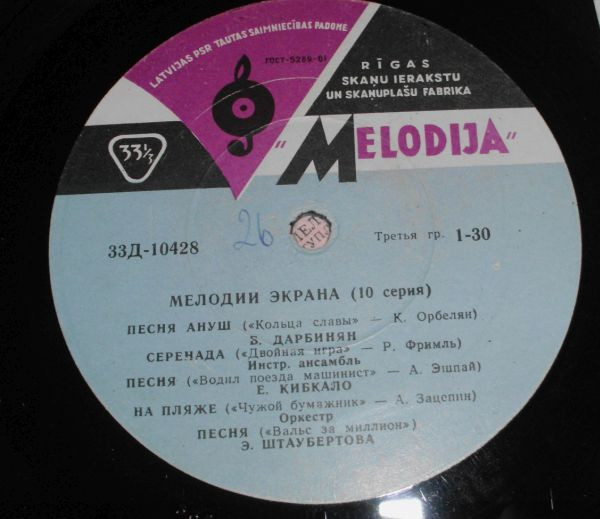 LATVIJAS PSR TAUTAS SAIMNIECĪBAS PADOME
ГОСТ-5289-61
RĪGAS
SKAŅU IERAKSTU
UN SKAŅUPLAŠU FABRIKA
33⅓
"MELODIJA"
33Д-10428
26
Третья гр. 1-30
МЕЛОДИИ ЭКРАНА (10 серия)
ПЕСНЯ АНУШ («Кольца славы» — К. Орбелян)
В. ДАРБИНЯН
СЕРЕНАДА («Двойная игра» — Р. Фримль)
Инстр. ансамбль
ПЕСНЯ («Водил поезда машинист» — А. Эшпай)
Е. КИБКАЛО
НА ПЛЯЖЕ («Чужой бумажник» — А. Зацепин)
Оркестр
ПЕСНЯ («Вальс за миллион»)
Э. ШТАУБЕРТОВА